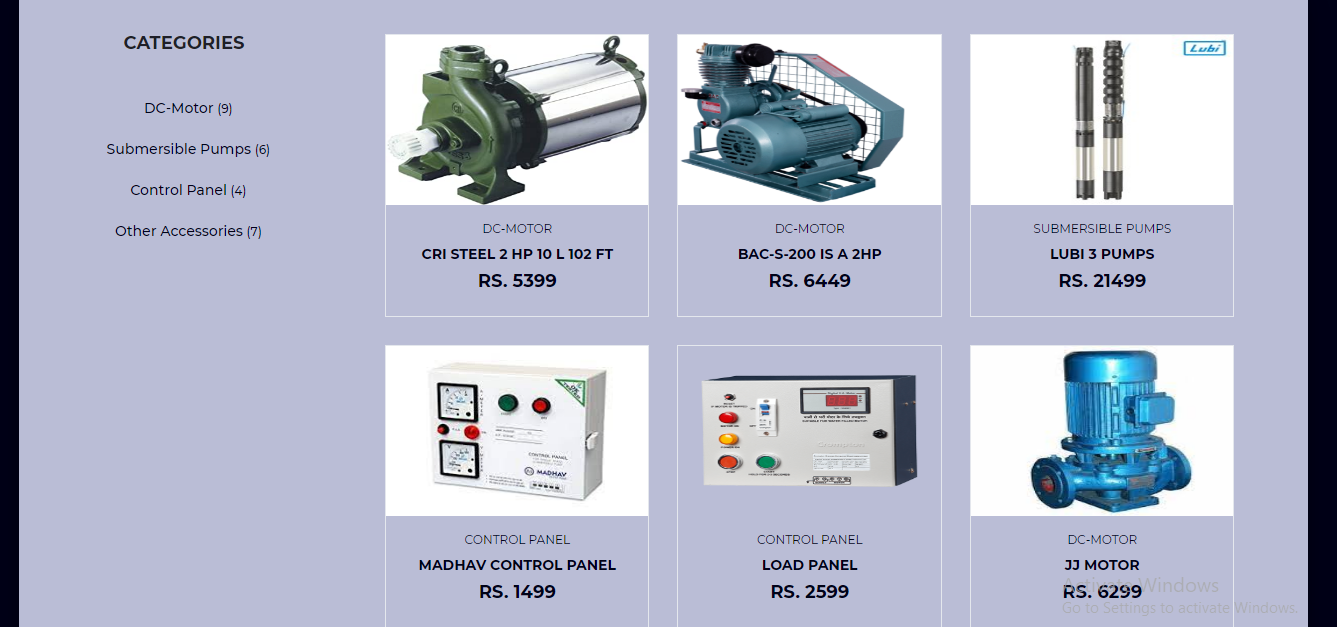 CATEGORIES
DC-Motor (9)
Submersible Pumps (6)
Control Panel (4)
Other Accessories (7)
DC-MOTOR
CRI STEEL 2 HP 10 L 102 FT
RS. 5399
DC-MOTOR
BAC-S-200 IS A 2HP
RS. 6449
Lubi
SUBMERSIBLE PUMPS
LUBI 3 PUMPS
RS. 21499
A
V
CONTROL PANEL
MADHAV
CONTROL PANEL
MADHAV CONTROL PANEL
RS. 1499
CONTROL PANEL
LOAD PANEL
RS. 2599
DC-MOTOR
JJ MOTOR
RS. 6299
Activate Windows
Go to Settings to activate Windows.